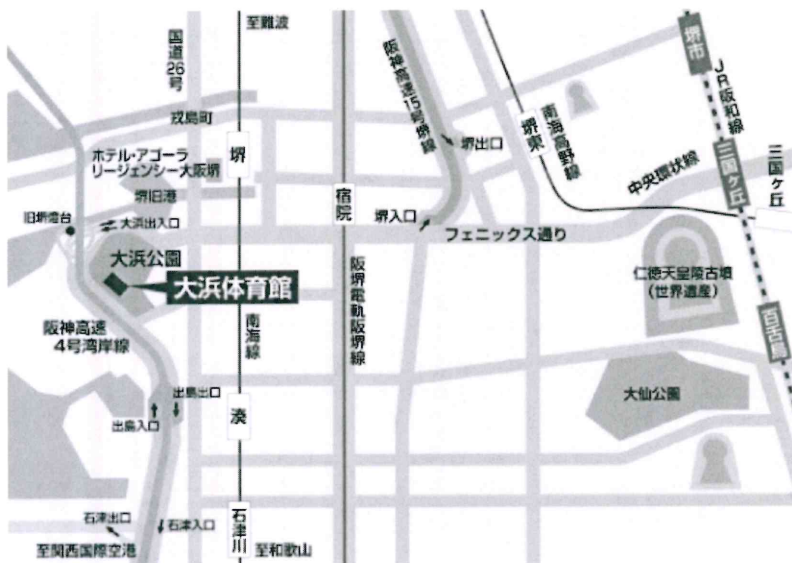 至難波
国道26号
阪神高速15号堺線
堺市
JR阪和線
戎島町
堺
堺出口
堺東
南海高野線
三国ヶ丘
三国ヶ丘
中央環状線
ホテル・アゴーラ
リージェンシー大阪堺
堺旧港
宿院
堺入口
フェニックス通り
旧堺燈台
大浜出入口
大浜公園
大浜体育館
阪堺電軌阪堺線
仁徳天皇陵古墳
(世界遺産)
百舌鳥
南海線
阪神高速
4号湾岸線
出島出口
出島入口
湊
大仙公園
石津出口
石津入口
石津川
至関西国際空港
至和歌山